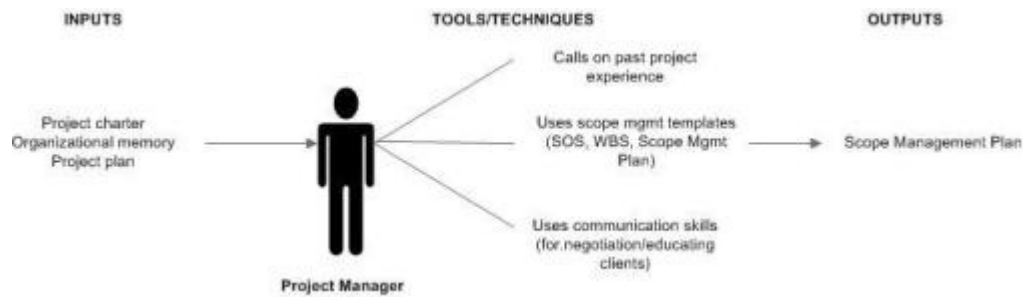 INPUTS
TOOLS/TECHNIQUES
OUTPUTS
Calls on past project
experience
Project charter
Organizational memory
Project plan
Uses scope mgmt templates
(SOS, WBS, Scope Mgmt
Plan)
Scope Management Plan
Uses communication skills
(for.negotiation/educating
clients)
Project Manager